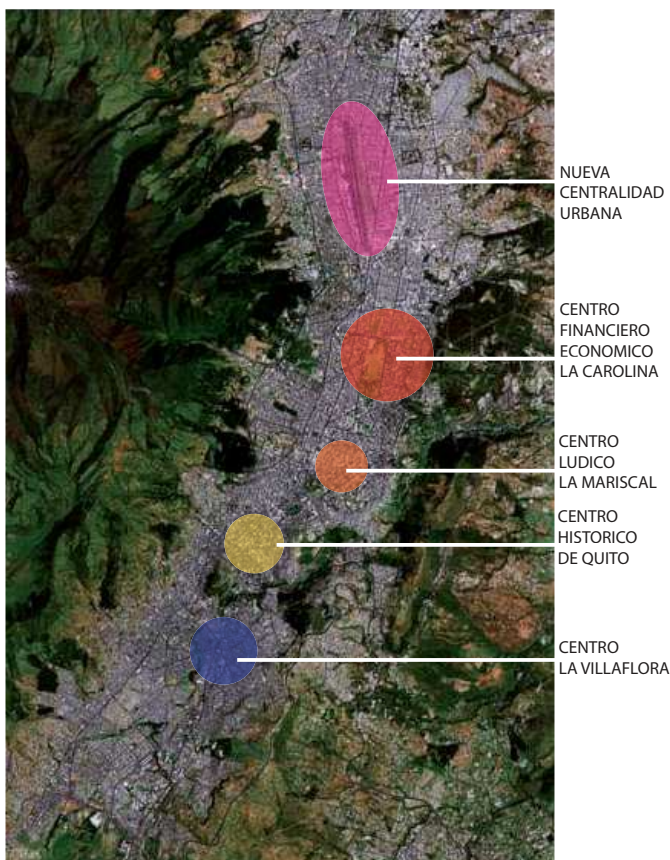 NUEVA
CENTRALIDAD
URBANA
CENTRO
FINANCIERO
ECONOMICO
LA CAROLINA
CENTRO
LUDICO
LA MARISCAL
CENTRO
HISTORICO
DE QUITO
CENTRO
LA VILLAFLORA